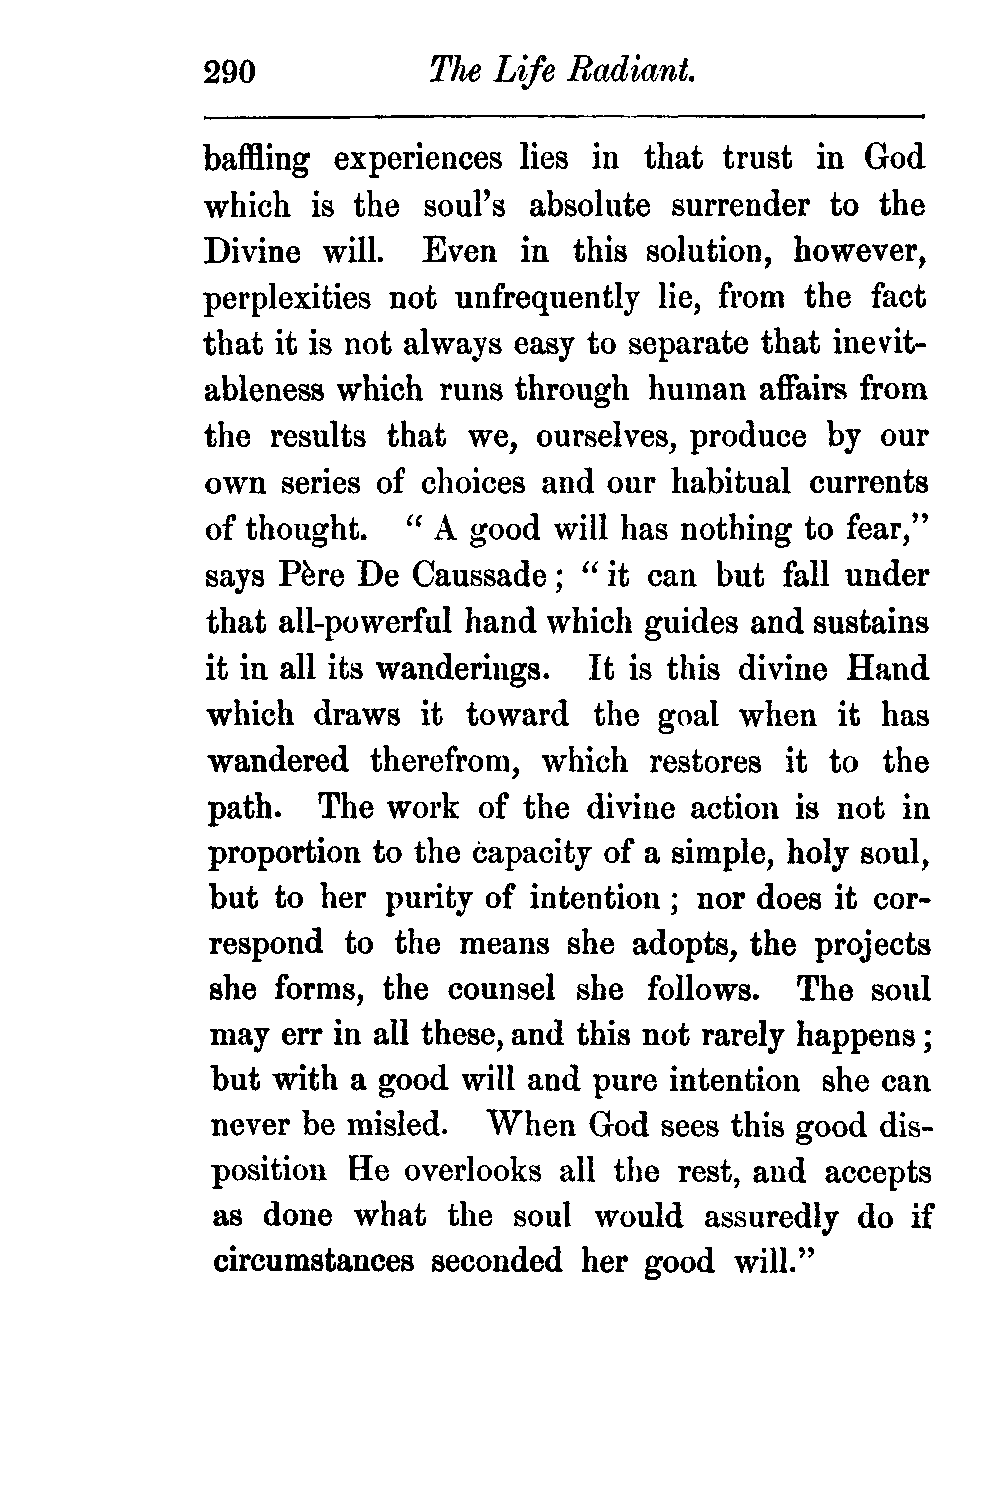 290 The Life Radiant.
baffling experiences lies in that trust in God
which is the soul's absolute surrender to the
Divine will. Even in this solution, however,
perplexities not unfrequently lie, from the fact
that it is not always easy to separate that inevit-
ableness which runs through human affairs from
the results that we, ourselves, produce by our
own series of choices and our habitual currents
of thought. “ A good will has nothing to fear,”
says Père De Caussade ; “ it can but fall under
that all-powerful hand which guides and sustains
it in all its wanderings. It is this divine Hand
which draws it toward the goal when it has
wandered therefrom, which restores it to the
path. The work of the divine action is not in
proportion to the capacity of a simple, holy soul,
but to her purity of intention ; nor does it cor-
respond to the means she adopts, the projects
she forms, the counsel she follows. The soul
may err in all these, and this not rarely happens ;
but with a good will and pure intention she can
never be misled. When God sees this good dis-
position He overlooks all the rest, and accepts
as done what the soul would assuredly do if
circumstances seconded her good will.”